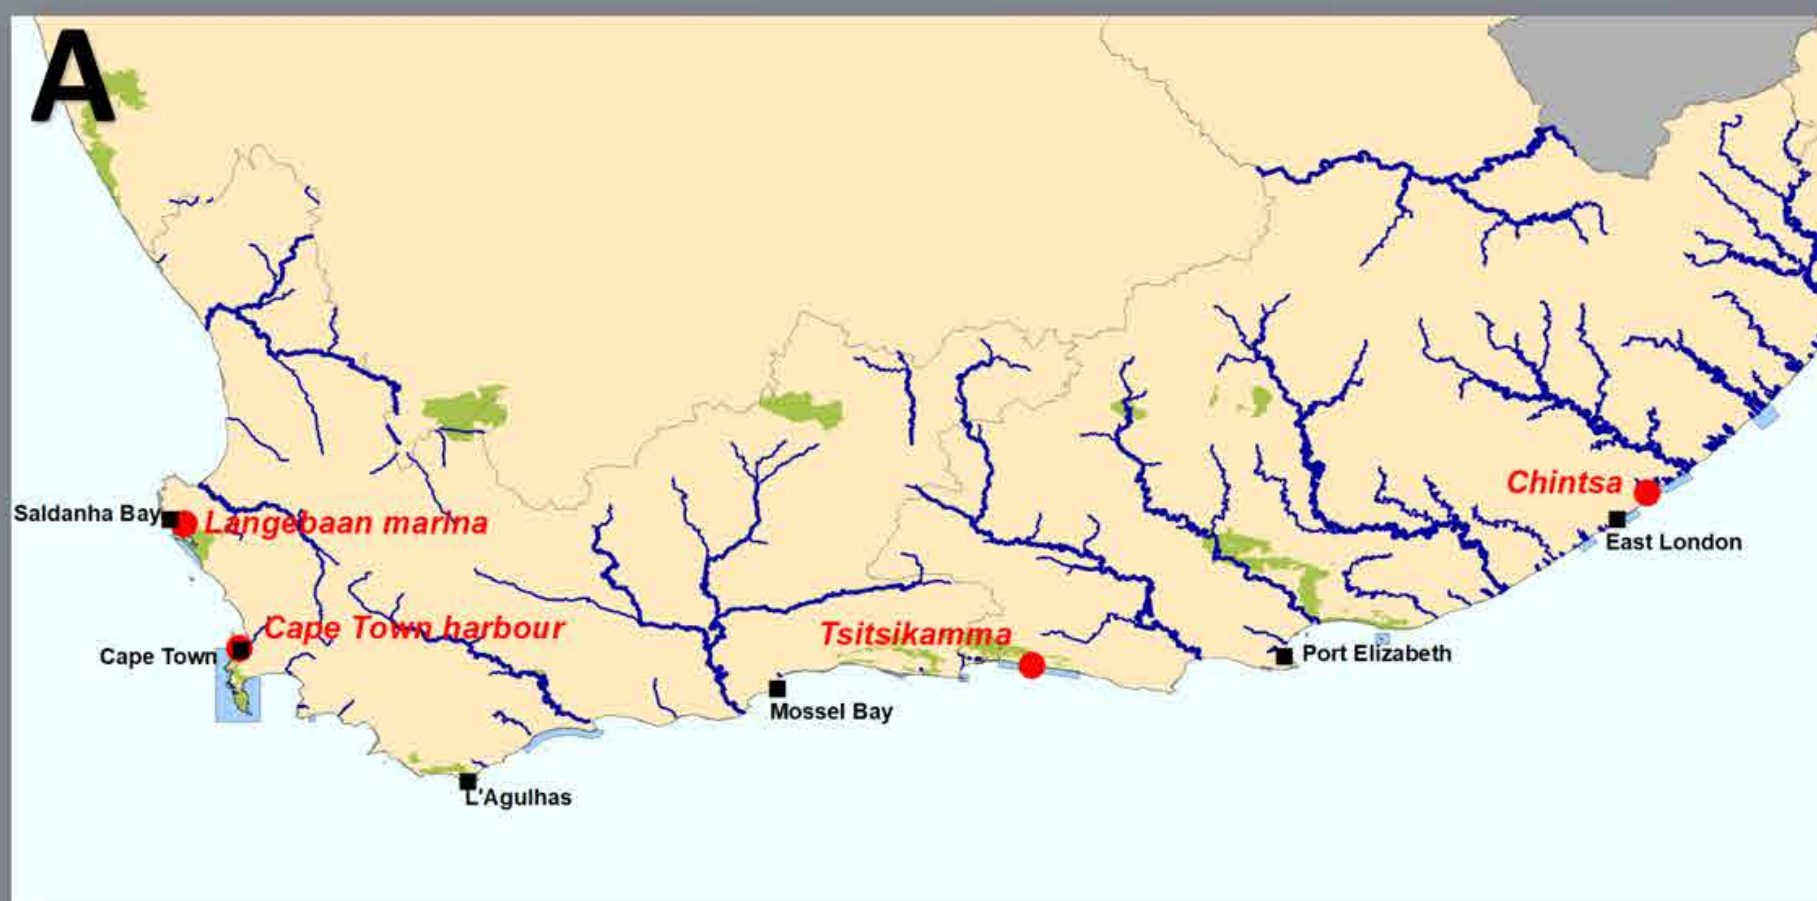 A
Chintsa
Saldanha Bay
Langebaan marina
East London
Cape Town harbour
Tsitsikamma
Cape Town
Port Elizabeth
Mossel Bay
L'Agulhas